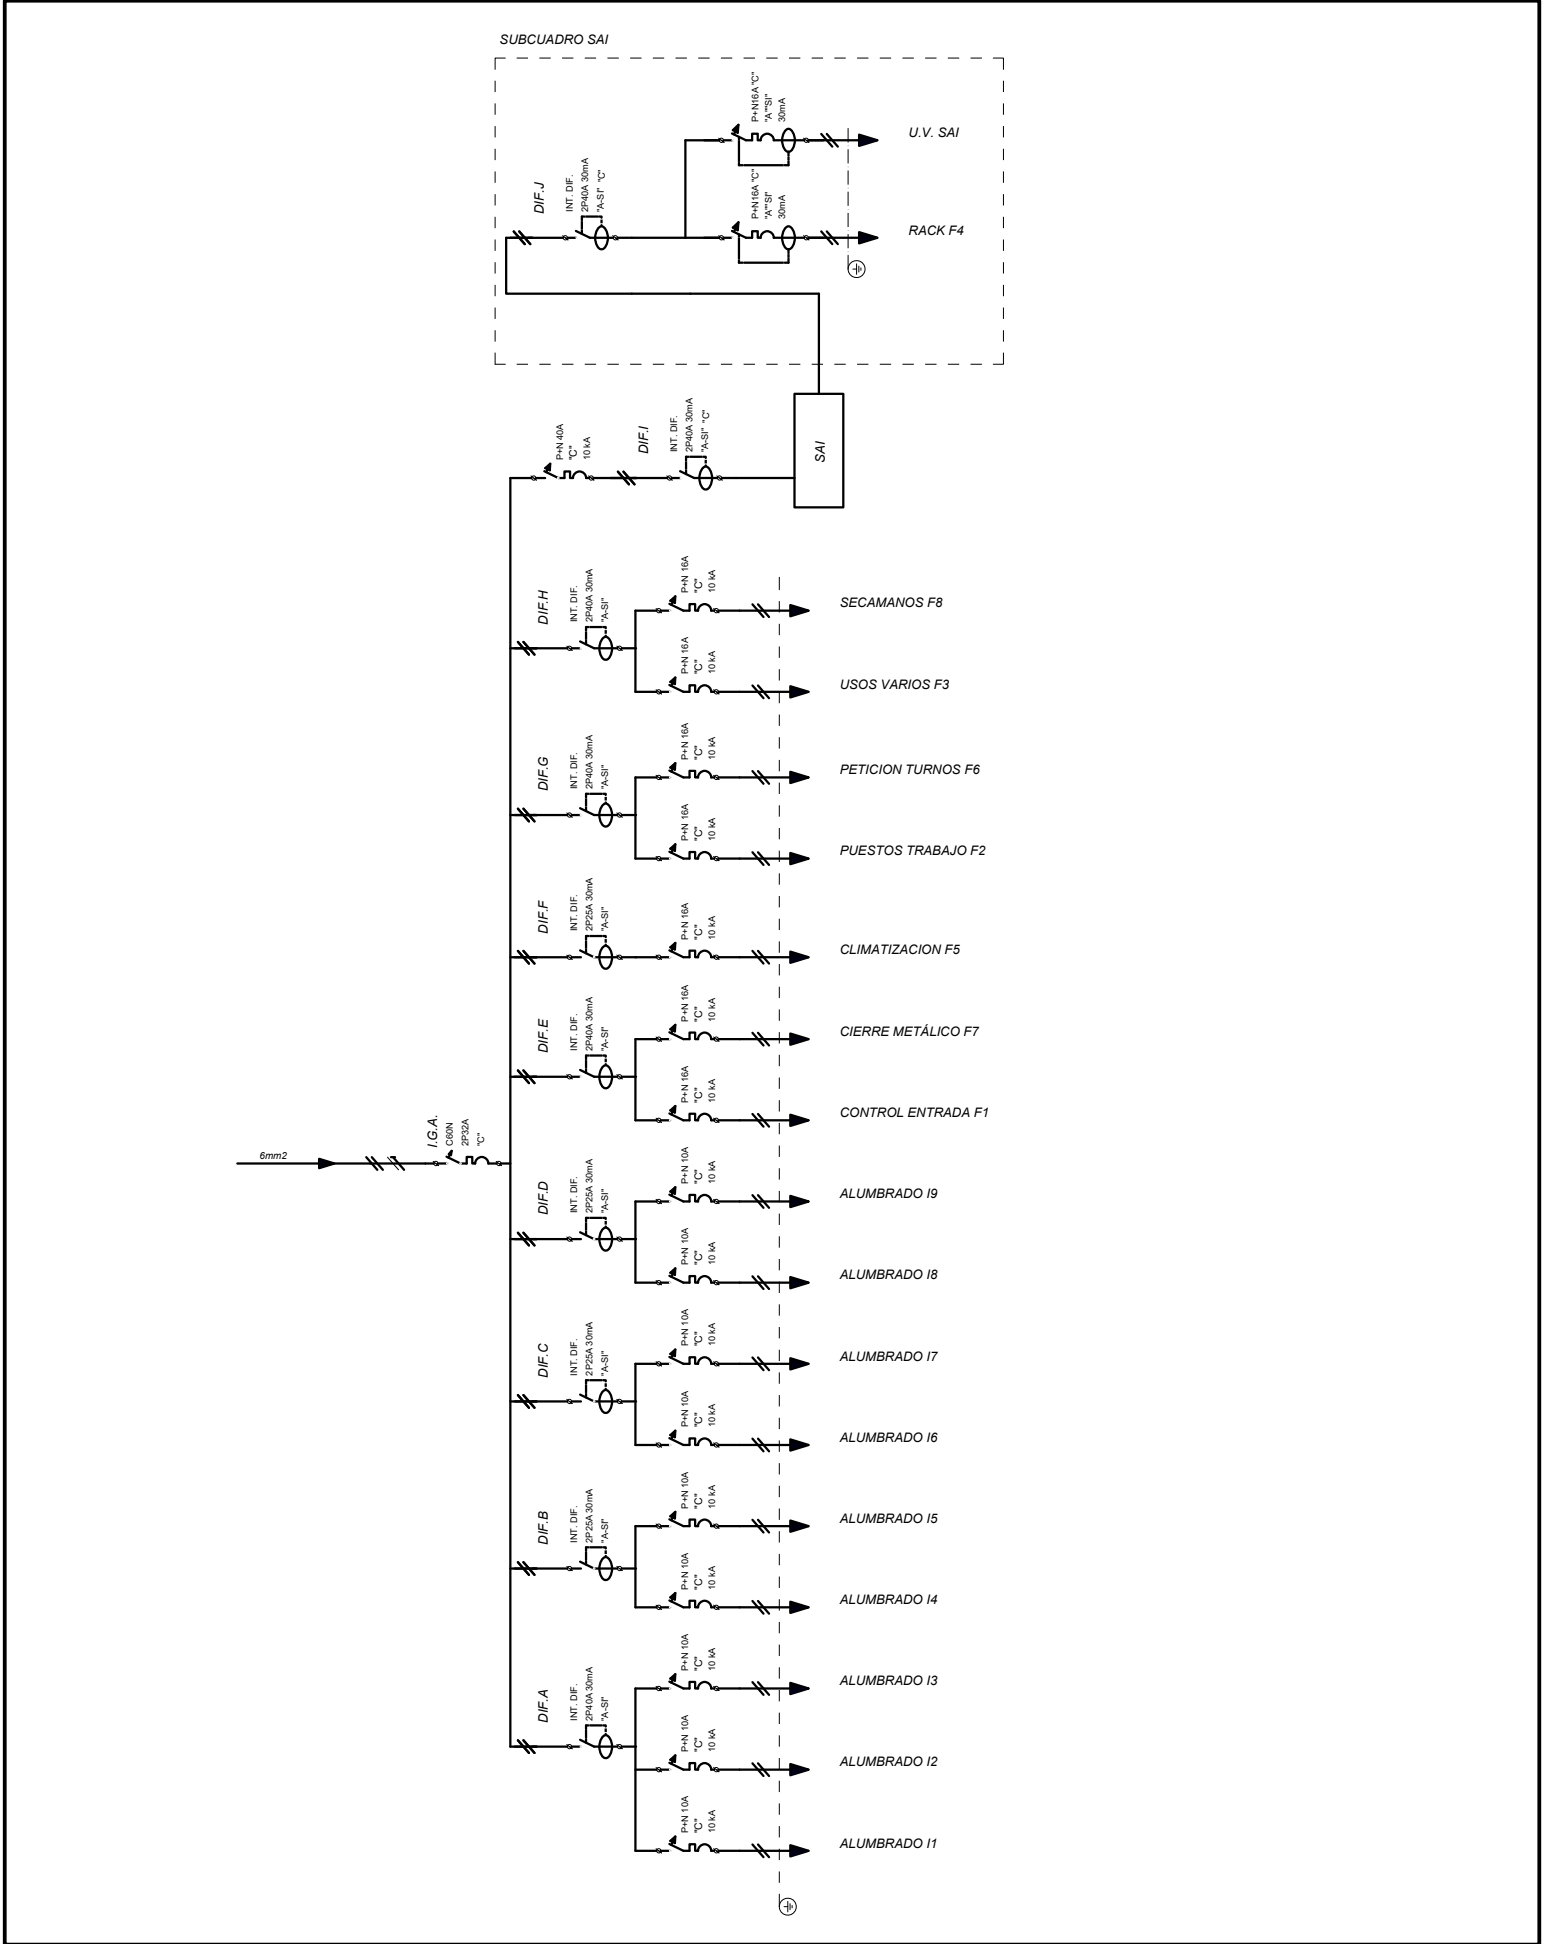 SUBCUADRO SAI
P+N16A "C"
"A""SI"
30mA
U.V. SAI
DIF.J
INT. DIF.
2P40A 30mA
"A-SI" "C"
P+N16A "C"
"A""SI"
30mA
RACK F4
P+N 40A
"C"
10 kA
DIF.I
INT. DIF.
2P40A 30mA
"A-SI" "C"
SAI
DIF.H
INT. DIF.
2P40A 30mA
"A-SI"
P+N 16A
"C"
10 kA
SECAMANOS F8
P+N 16A
"C"
10 kA
USOS VARIOS F3
DIF.G
INT. DIF.
2P40A 30mA
"A-SI"
P+N 16A
"C"
10 kA
PETICION TURNOS F6
P+N 16A
"C"
10 kA
PUESTOS TRABAJO F2
DIF.F
INT. DIF.
2P25A 30mA
"A-SI"
P+N 16A
"C"
10 kA
CLIMATIZACION F5
DIF.E
INT. DIF.
2P40A 30mA
"A-SI"
P+N 16A
"C"
10 kA
CIERRE METÁLICO F7
P+N 16A
"C"
10 kA
CONTROL ENTRADA F1
6mm2
I.G.A.
C60N
2P32A
"C"
DIF.D
INT. DIF.
2P25A 30mA
"A-SI"
P+N 10A
"C"
10 kA
ALUMBRADO I9
P+N 10A
"C"
10 kA
ALUMBRADO I8
DIF.C
INT. DIF.
2P25A 30mA
"A-SI"
P+N 10A
"C"
10 kA
ALUMBRADO I7
P+N 10A
"C"
10 kA
ALUMBRADO I6
DIF.B
INT. DIF.
2P25A 30mA
"A-SI"
P+N 10A
"C"
10 kA
ALUMBRADO I5
P+N 10A
"C"
10 kA
ALUMBRADO I4
DIF.A
INT. DIF.
2P40A 30mA
"A-SI"
P+N 10A
"C"
10 kA
ALUMBRADO I3
P+N 10A
"C"
10 kA
ALUMBRADO I2
P+N 10A
"C"
10 kA
ALUMBRADO I1